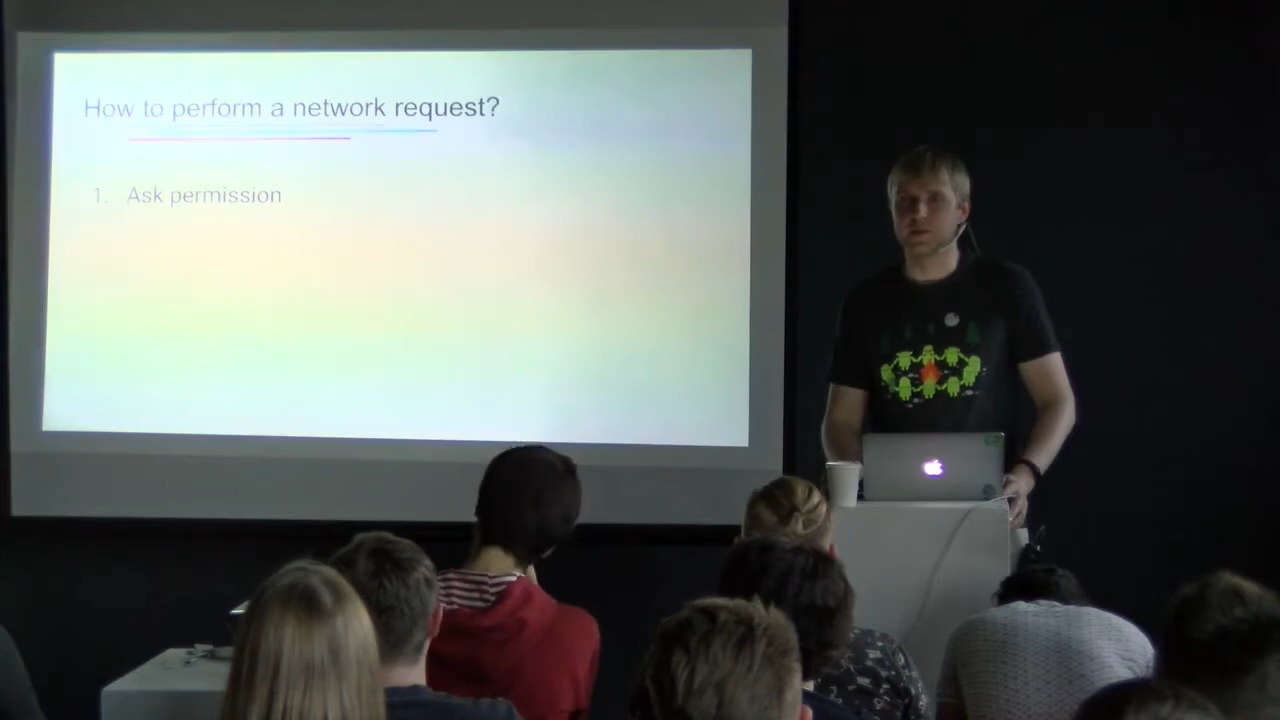 How to perform a network request?
1. Ask permission